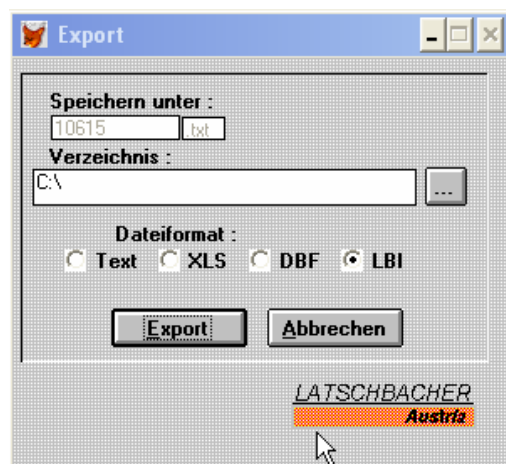 Export
Speichern unter :
10615 .txt
Verzeichnis :
C:\
...
Dateiformat :
Text XLS DBF LBI
Export Abbrechen
LATSCHBACHER
Austria